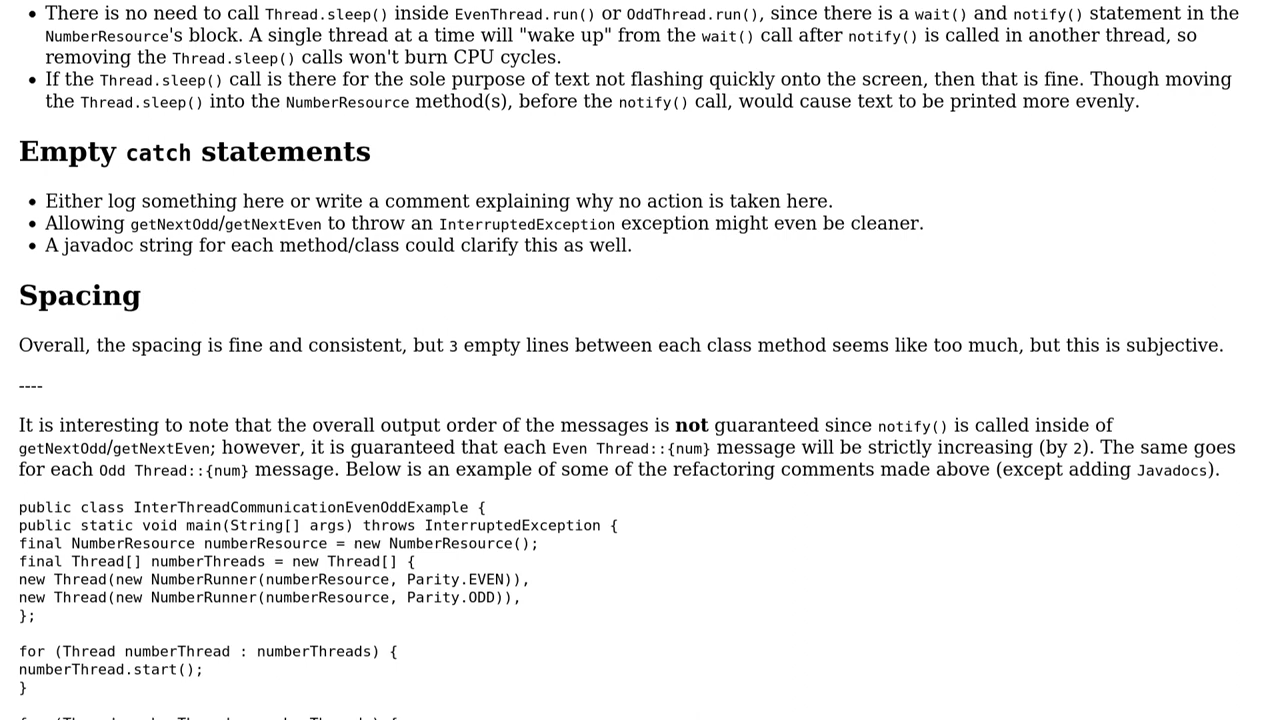 There is no need to call Thread.sleep() inside EvenThread.run() or OddThread.run(), since there is a wait() and notify() statement in the
NumberResource's block. A single thread at a time will "wake up" from the wait() call after notify() is called in another thread, so
removing the Thread.sleep() calls won't burn CPU cycles.
If the Thread.sleep() call is there for the sole purpose of text not flashing quickly onto the screen, then that is fine. Though moving
the Thread.sleep() into the NumberResource method(s), before the notify() call, would cause text to be printed more evenly.
Empty catch statements
Either log something here or write a comment explaining why no action is taken here.
Allowing getNextOdd/getNextEven to throw an InterruptedException exception might even be cleaner.
A javadoc string for each method/class could clarify this as well.
Spacing
Overall, the spacing is fine and consistent, but 3 empty lines between each class method seems like too much, but this is subjective.
----
It is interesting to note that the overall output order of the messages is not guaranteed since notify() is called inside of
getNextOdd/getNextEven; however, it is guaranteed that each Even Thread::{num} message will be strictly increasing (by 2). The same goes
for each Odd Thread::{num} message. Below is an example of some of the refactoring comments made above (except adding Javadocs).
public class InterThreadCommunicationEvenOddExample {
public static void main(String[] args) throws InterruptedException {
final NumberResource numberResource = new NumberResource();
final Thread[] numberThreads = new Thread[] {
new Thread(new NumberRunner(numberResource, Parity.EVEN)),
new Thread(new NumberRunner(numberResource, Parity.ODD)),
};
for (Thread numberThread : numberThreads) {
numberThread.start();
}